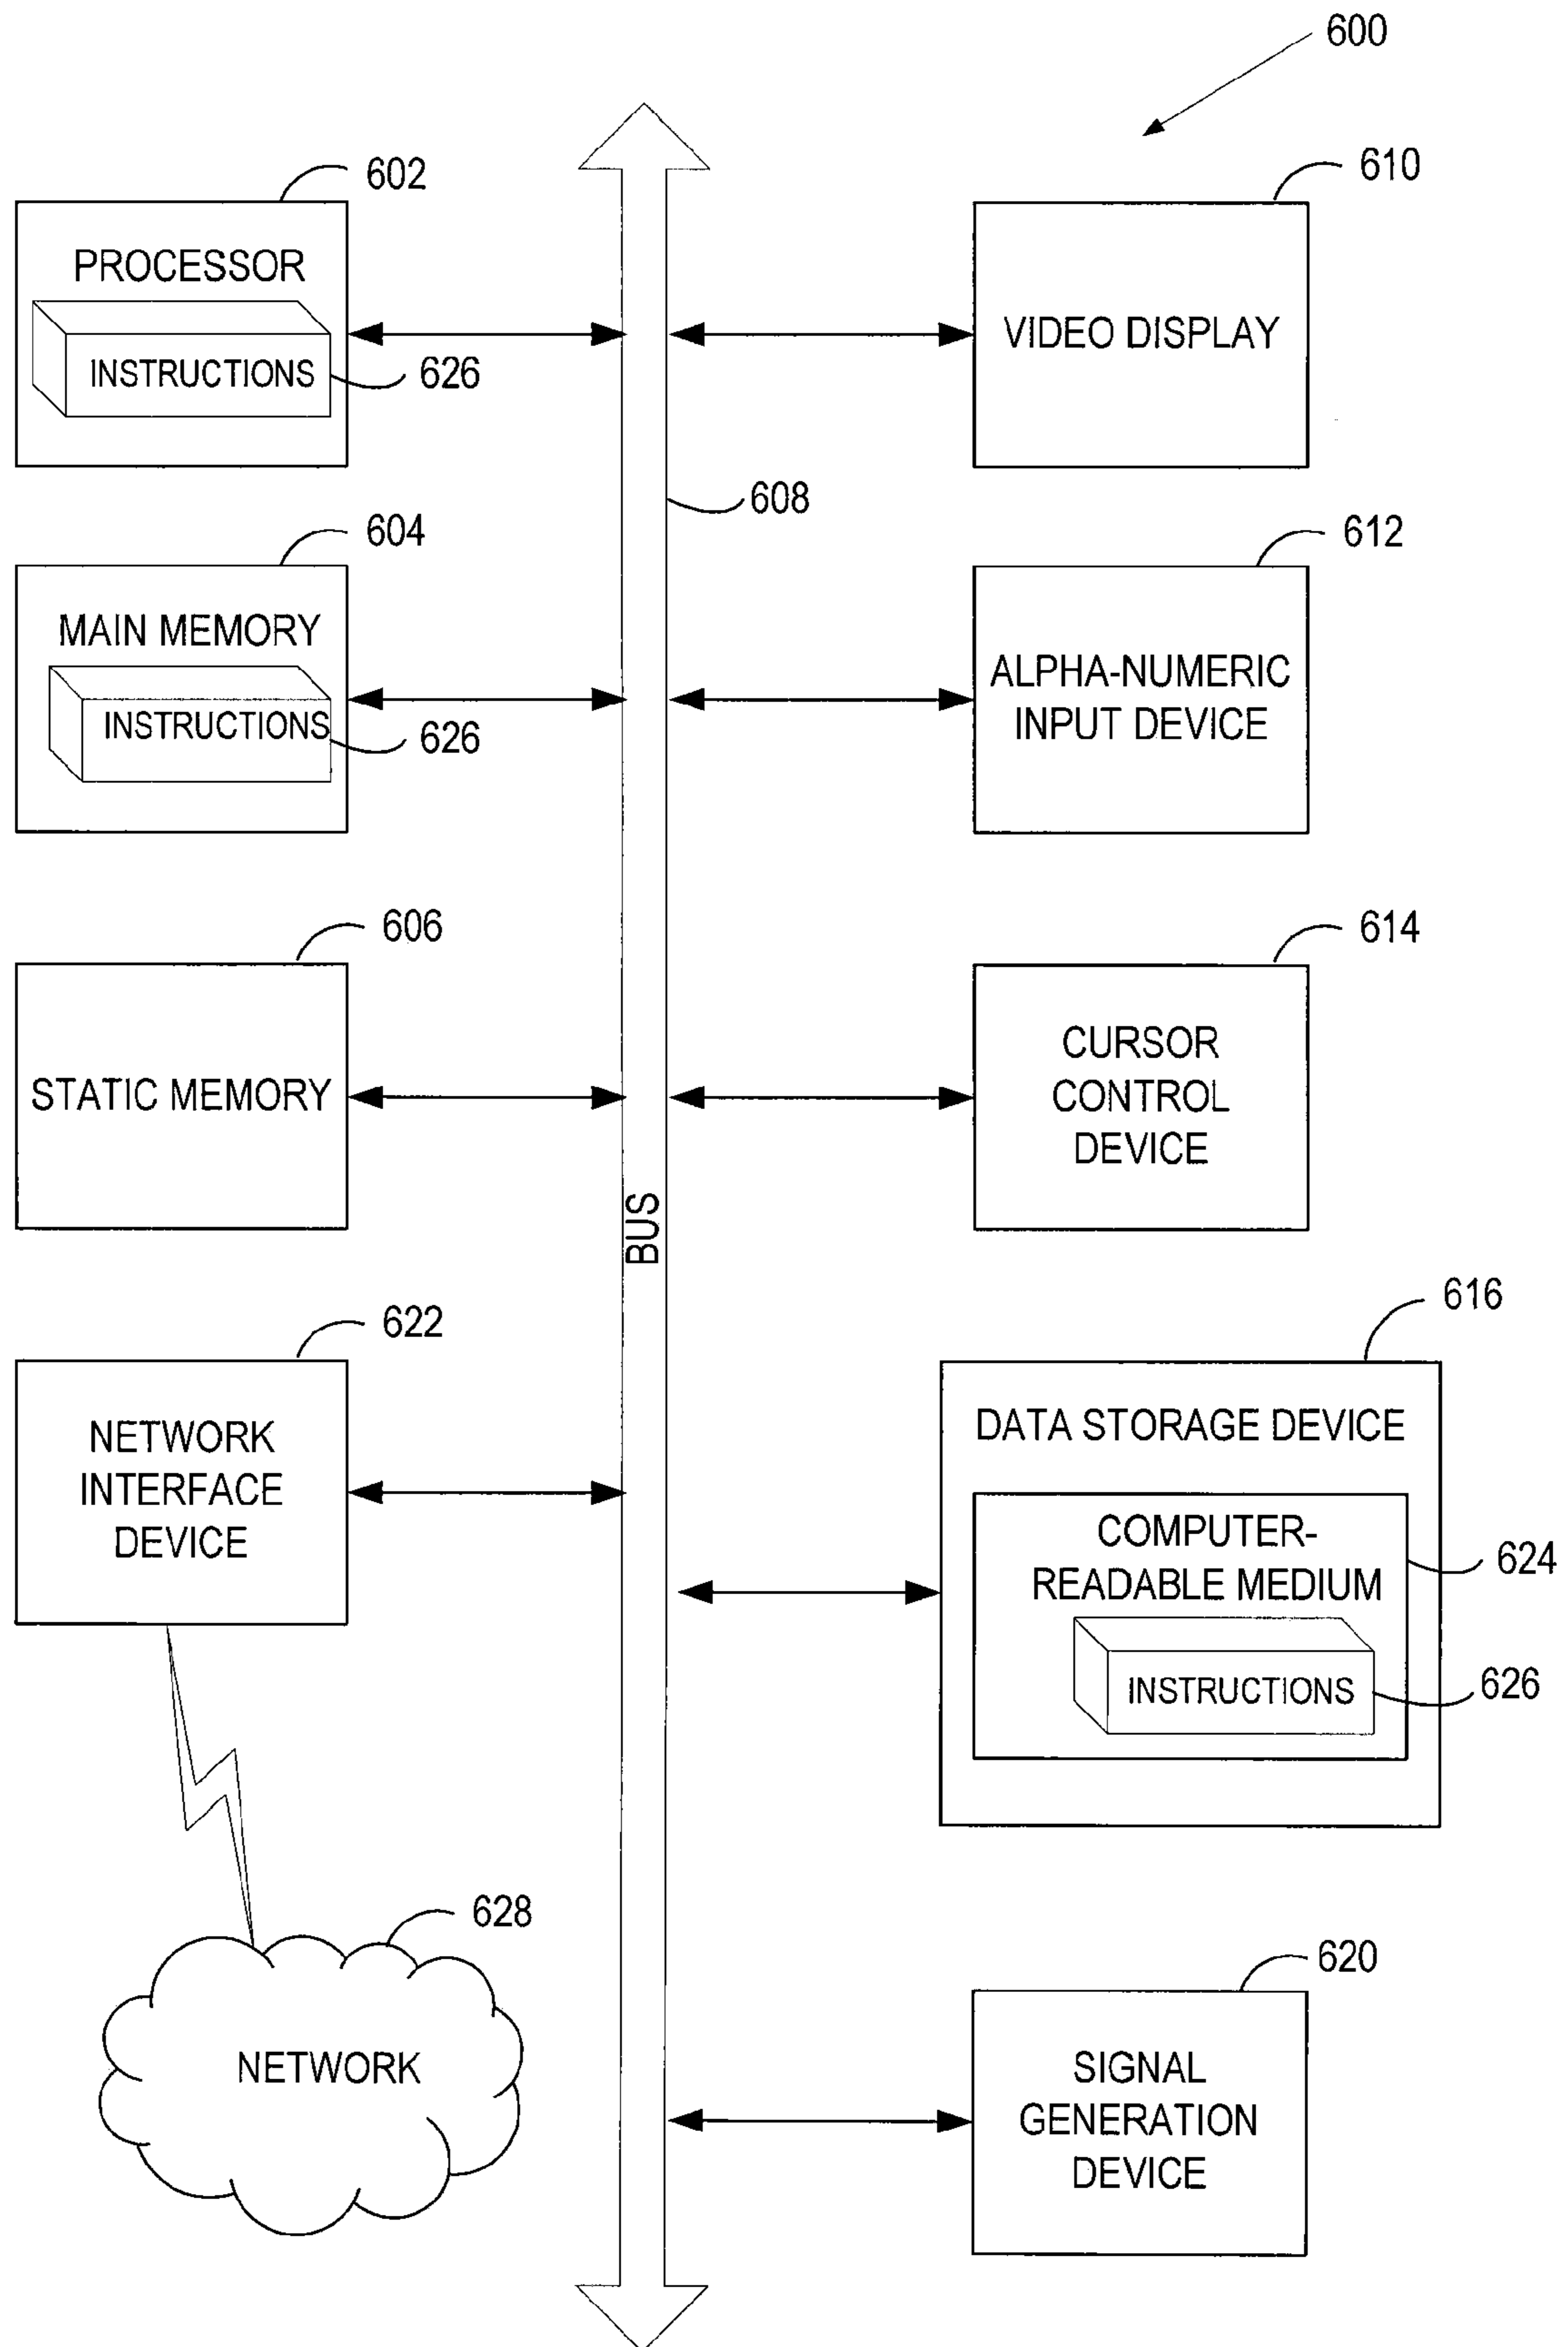 600
602
PROCESSOR
INSTRUCTIONS
626
610
VIDEO DISPLAY
608
604
MAIN MEMORY
INSTRUCTIONS
626
612
ALPHA-NUMERIC
INPUT DEVICE
606
STATIC MEMORY
614
CURSOR
CONTROL
DEVICE
BUS
622
NETWORK
INTERFACE
DEVICE
616
DATA STORAGE DEVICE
COMPUTER-
READABLE MEDIUM
624
INSTRUCTIONS
626
628
NETWORK
620
SIGNAL
GENERATION
DEVICE